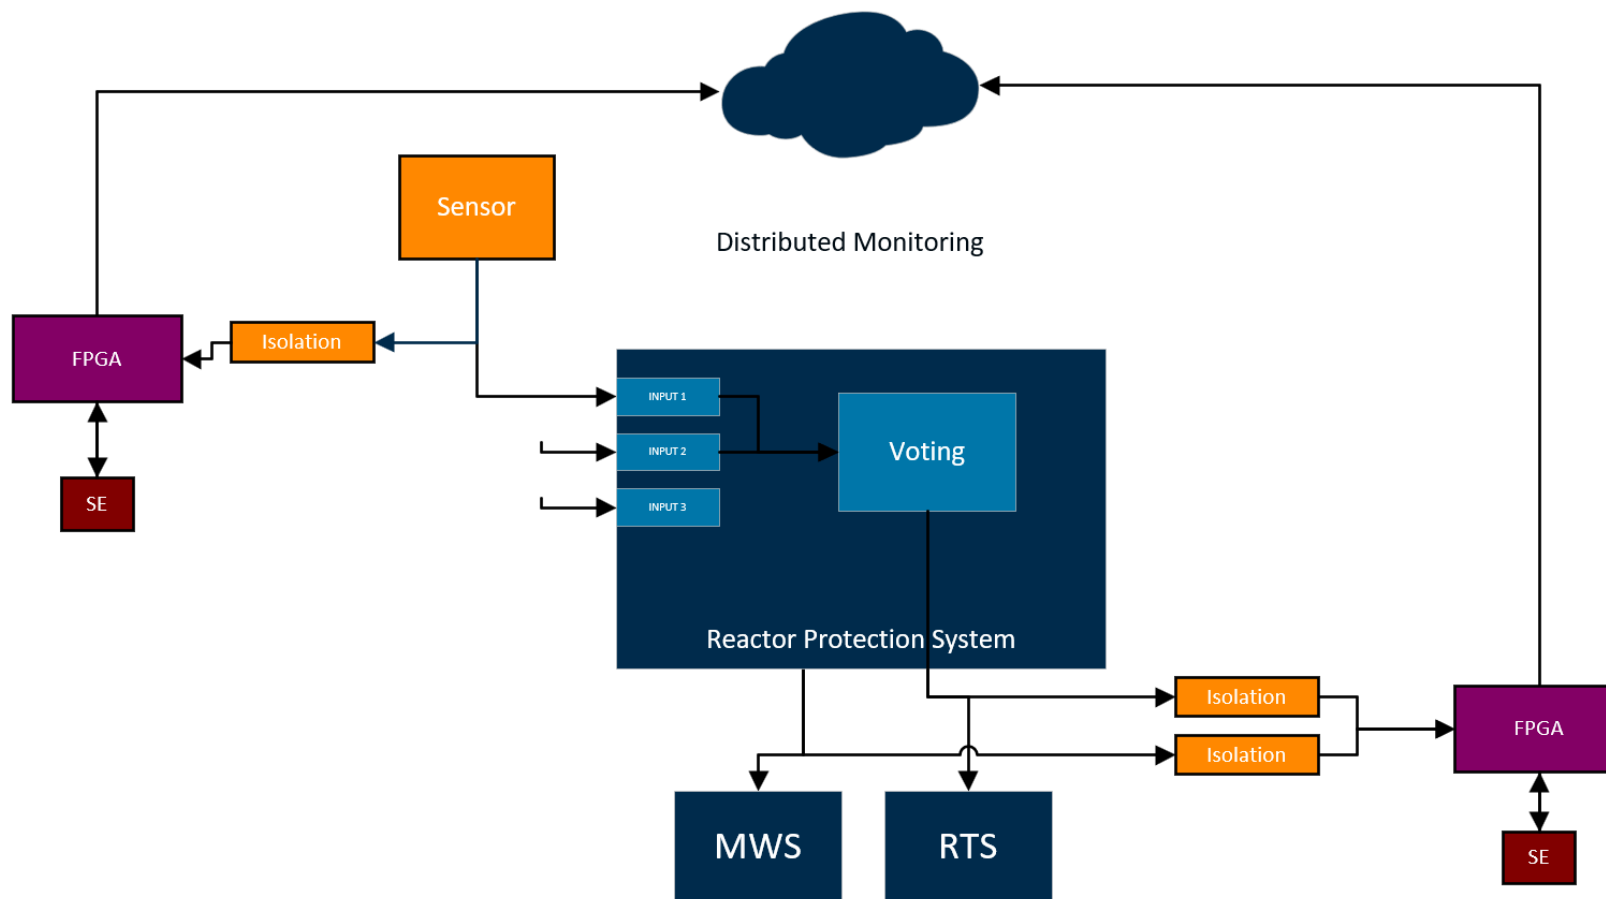 Sensor
Distributed Monitoring
Isolation
FPGA
INPUT 1
INPUT 2
INPUT 3
Voting
SE
Reactor Protection System
Isolation
Isolation
FPGA
MWS
RTS
SE